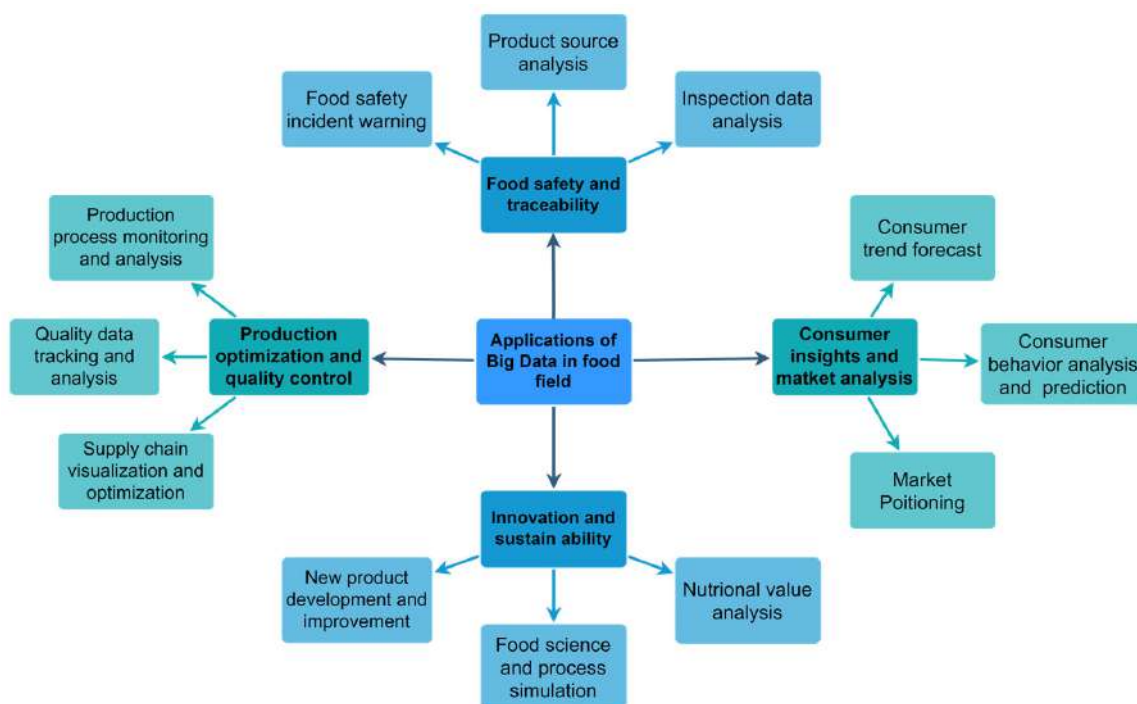 Product source
analysis
Food safety
incident warning
Inspection data
analysis
Food safety and
traceability
Production
process monitoring
and analysis
Consumer
trend forecast
Quality data
tracking and
analysis
Production
optimization and
quality control
Applications of
Big Data in food
field
Consumer
insights and
matket analysis
Consumer
behavior analysis
and prediction
Supply chain
visualization and
optimization
Market
Poitioning
Innovation and
sustain ability
New product
development and
improvement
Food science
and process
simulation
Nutrional value
analysis